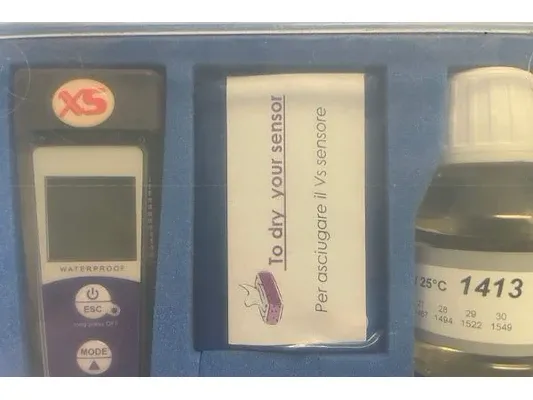 XS
WATERPROOF
ESC
MODE
To dry your sensor
Per asciugare il Vs sensore
/ 25°C 1413
28 29 30
1494 1522 1549